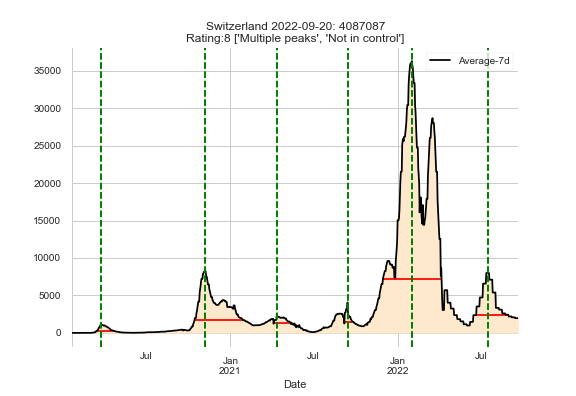 Switzerland 2022-09-20: 4087087
Rating:8 ['Multiple peaks', 'Not in control']
Average-7d
35000
30000
25000
20000
15000
10000
5000
0
Jul
Jan
2021
Jul
Jan
2022
Jul
Date